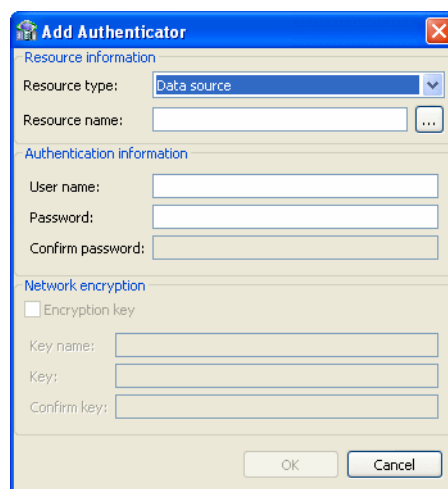 Add Authenticator
Resource information
Resource type: Data source
Resource name: ...
Authentication information
User name:
Password:
Confirm password:
Network encryption
Encryption key
Key name:
Key:
Confirm key:
OK Cancel